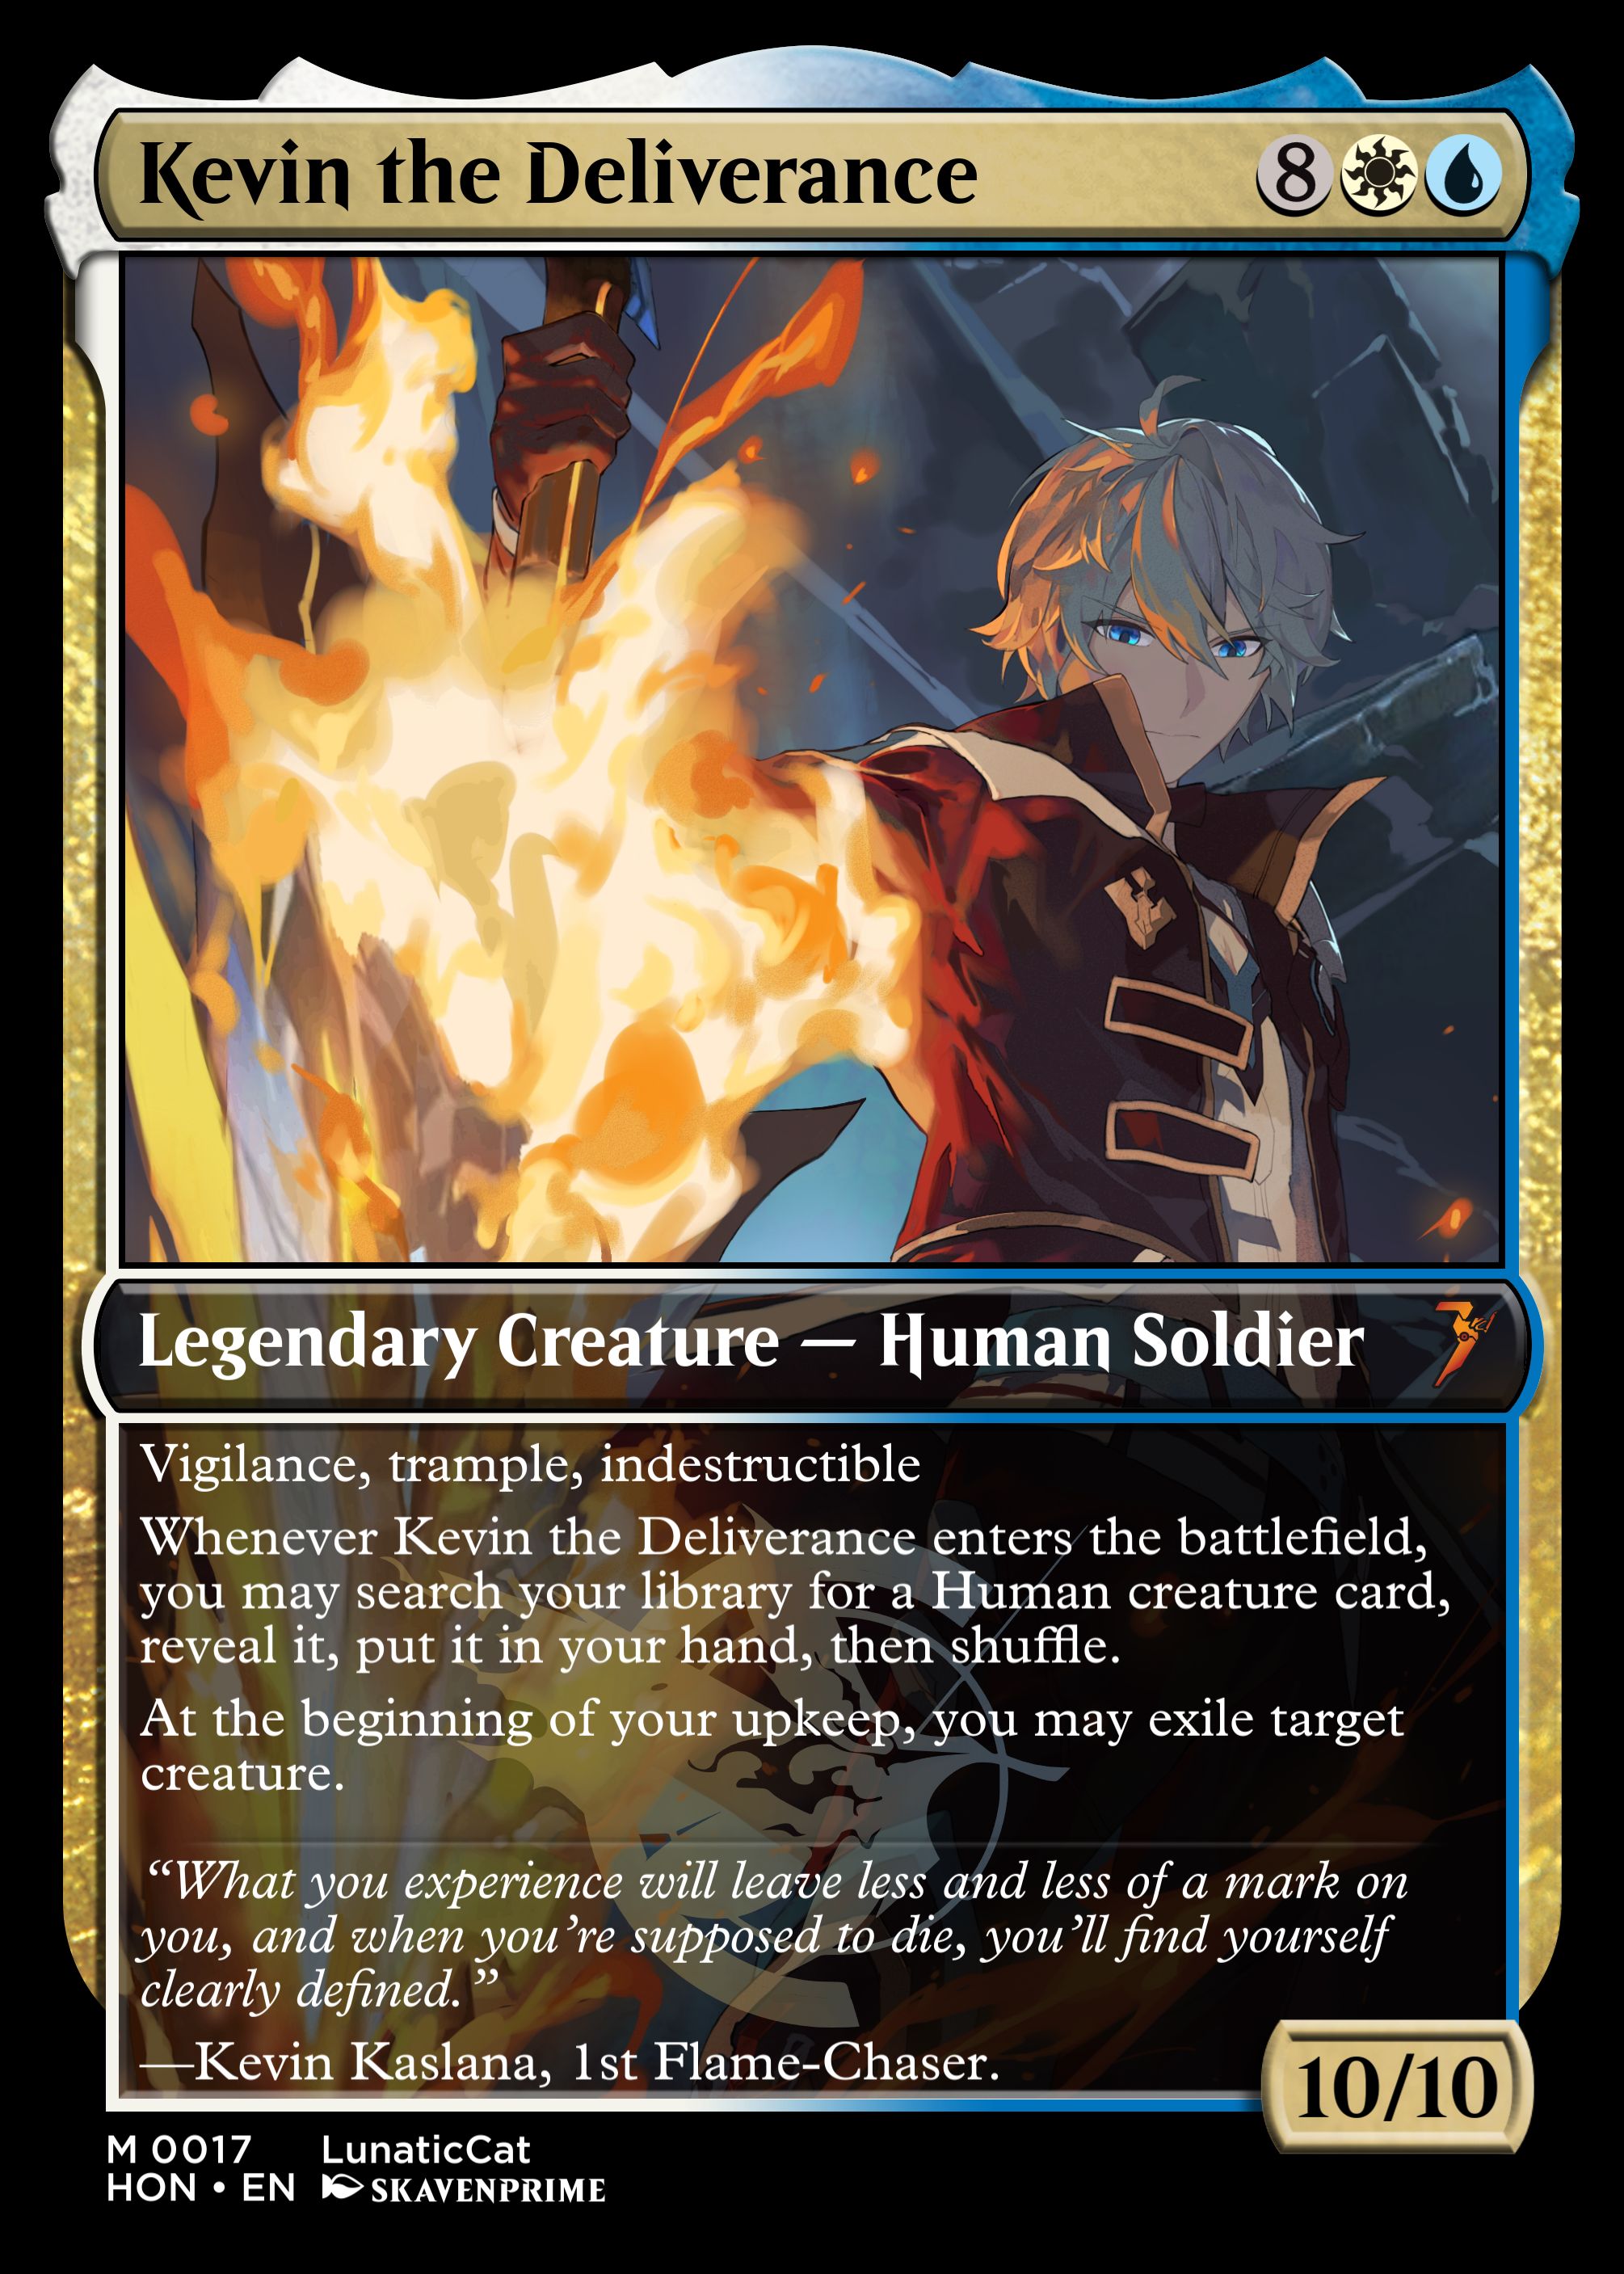 Kevin the Deliverance 8
Legendary Creature — Human Soldier
Vigilance, trample, indestructible
Whenever Kevin the Deliverance enters the battlefield,
you may search your library for a Human creature card,
reveal it, put it in your hand, then shuffle.
At the beginning of your upkeep, you may exile target
creature.
“What you experience will leave less and less of a mark on
you, and when you’re supposed to die, you’ll find yourself
clearly defined.”
—Kevin Kaslana, 1st Flame-Chaser.
10/10
M 0017 LunaticCat
HON • EN SKAVENPRIME